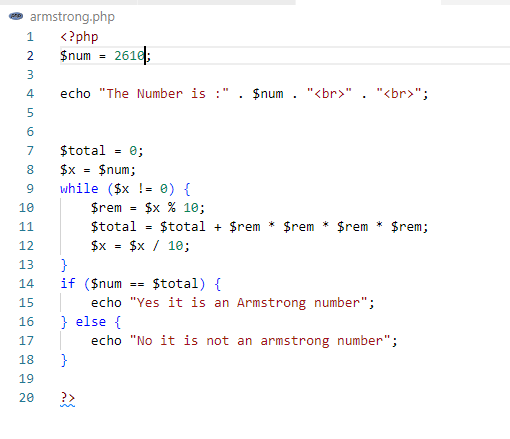 armstrong.php
1 <?php
2 $num = 2610;
3
4 echo "The Number is :" . $num . "<br>" . "<br>";
5
6
7 $total = 0;
8 $x = $num;
9 while ($x != 0) {
10 $rem = $x % 10;
11 $total = $total + $rem * $rem * $rem * $rem;
12 $x = $x / 10;
13 }
14 if ($num == $total) {
15 echo "Yes it is an Armstrong number";
16 } else {
17 echo "No it is not an armstrong number";
18 }
19
20 ?>